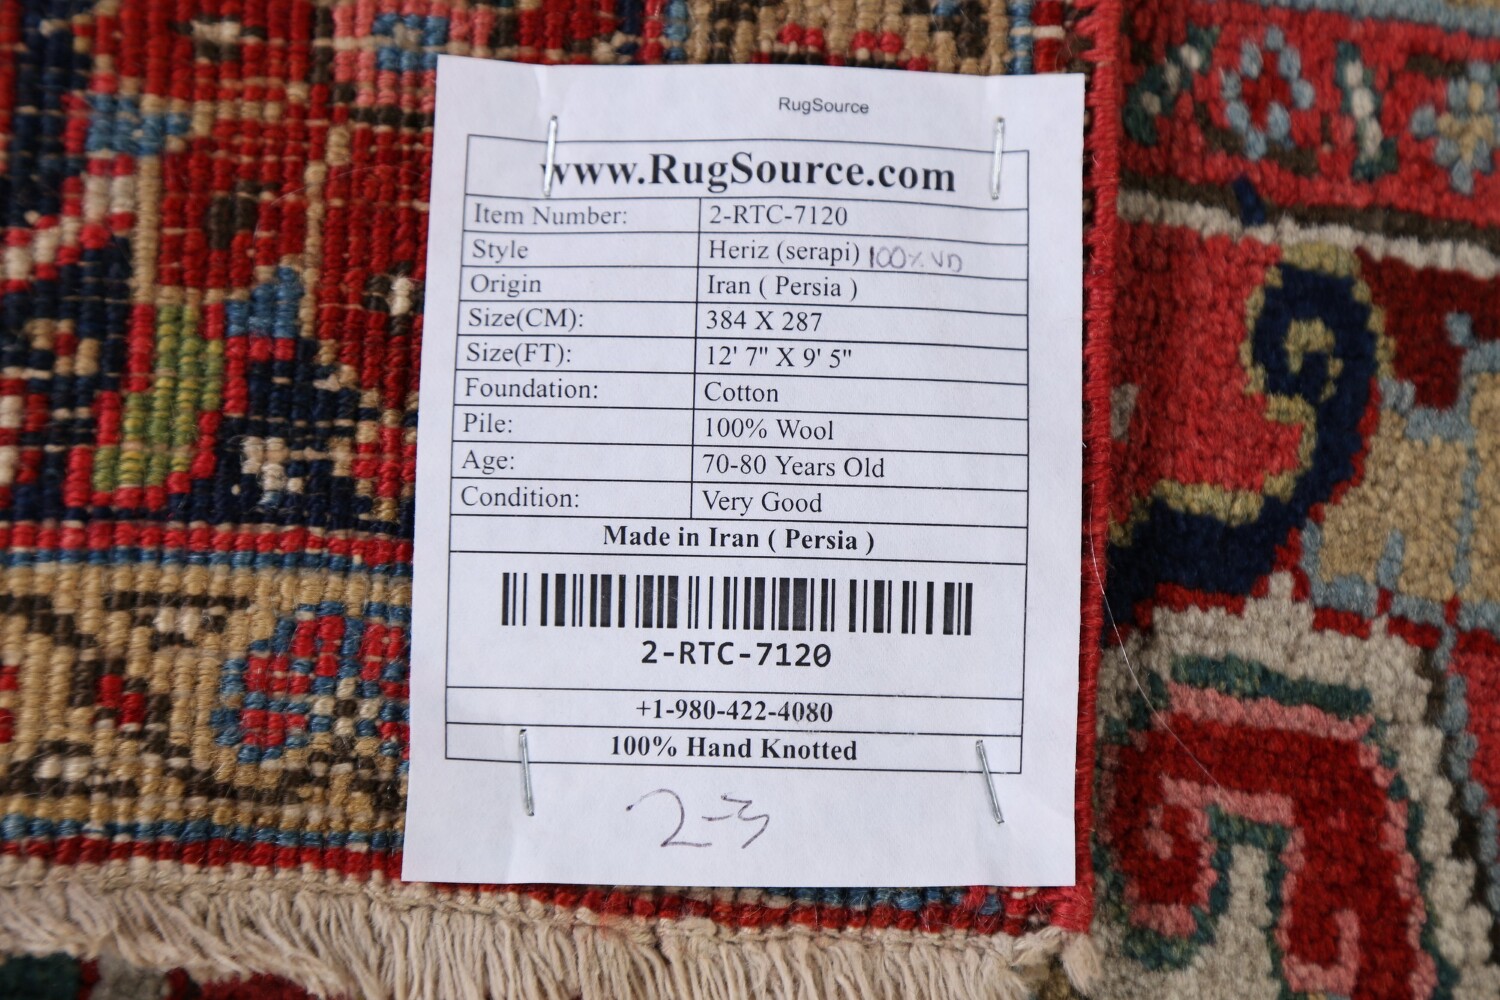 RugSource
www.RugSource.com
Item Number: 2-RTC-7120
Style Heriz (serapi) 100% VD
Origin Iran ( Persia )
Size(CM): 384 X 287
Size(FT): 12' 7" X 9' 5"
Foundation: Cotton
Pile: 100% Wool
Age: 70-80 Years Old
Condition: Very Good
Made in Iran ( Persia )
2-RTC-7120
+1-980-422-4080
100% Hand Knotted
2-3